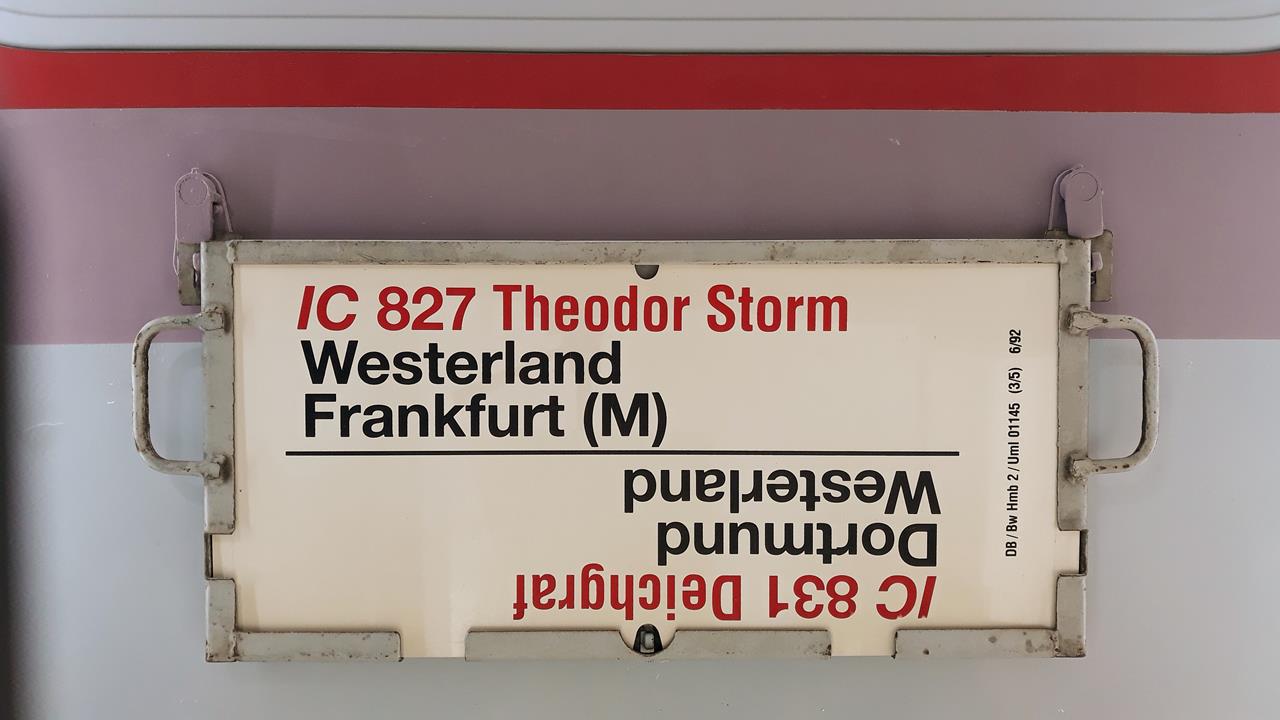 IC 827 Theodor Storm
Westerland
Frankfurt (M)
IC 831 Deichgraf
Dortmund
Westerland
DB / Bw Hmb 2 / Uml 01145 (3/5) 6/92